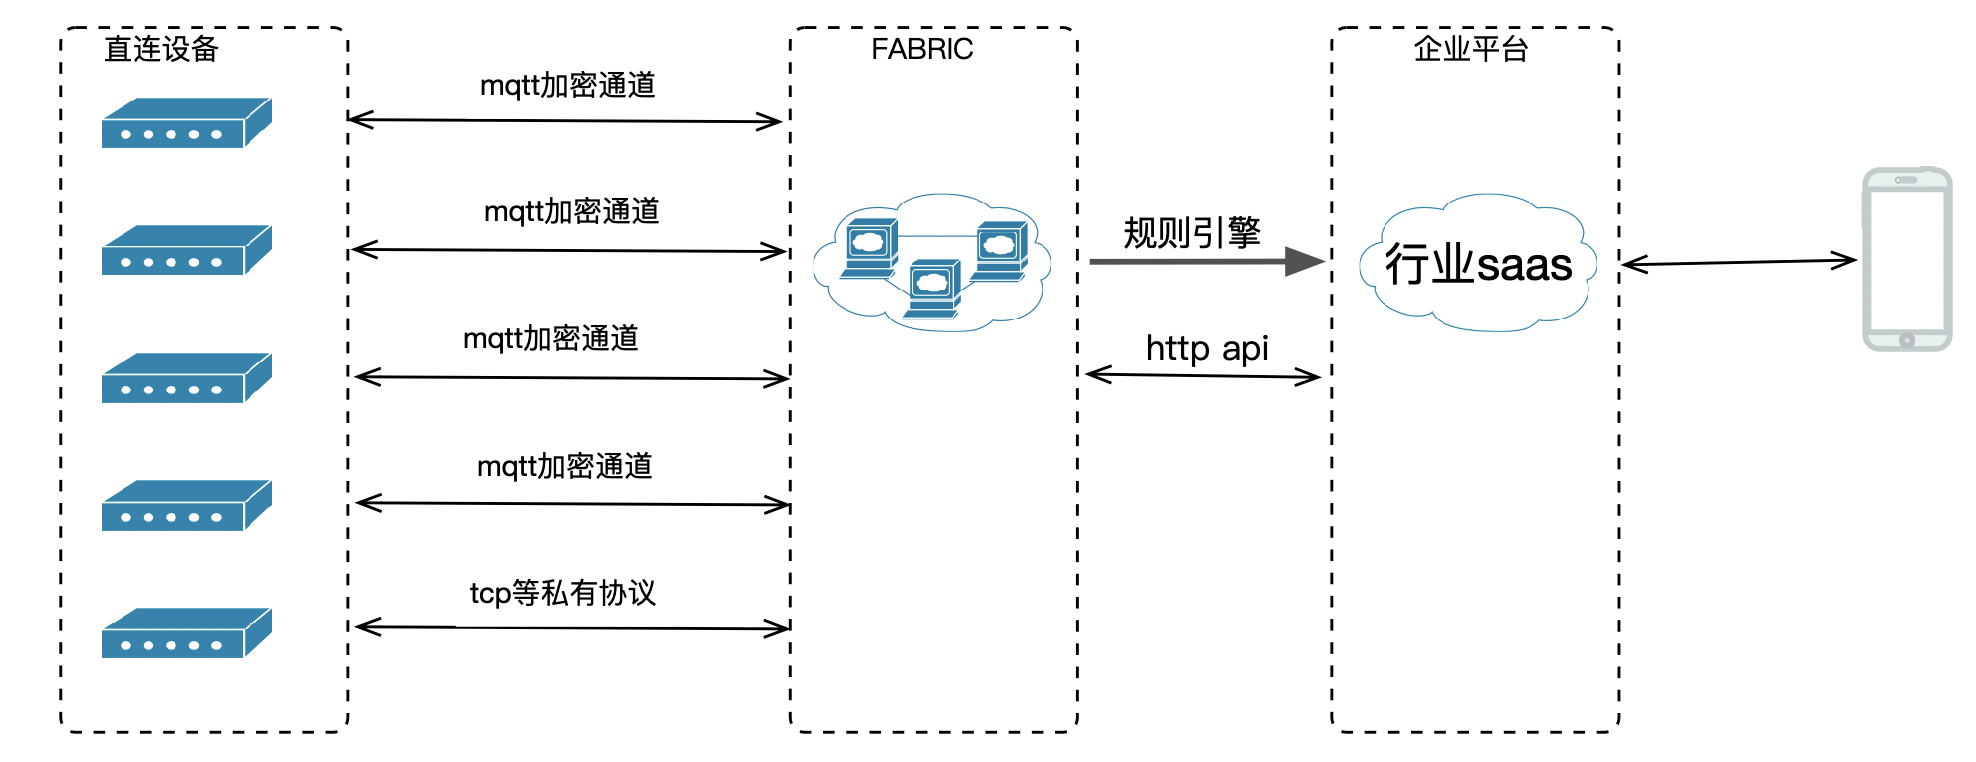 直连设备
FABRIC
企业平台
mqtt加密通道
mqtt加密通道
规则引擎
行业saas
mqtt加密通道
http api
mqtt加密通道
tcp等私有协议